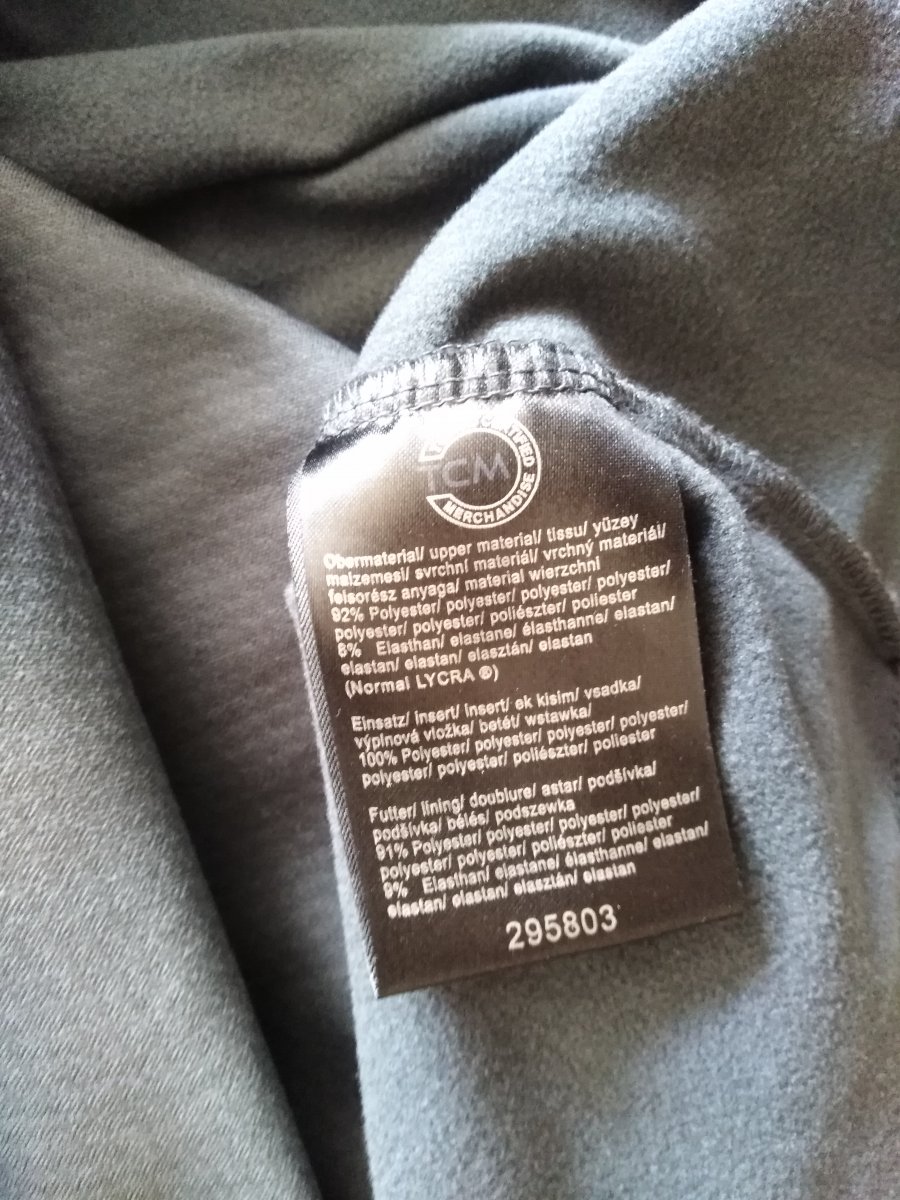 CERTIFIED
TCM
MERCHANDISE
Obermaterial/ upper material/ tissu/ yüzey
malzemesi/ svrchní materiál/ vrchný materiál/
felsorész anyaga/ material wierzchni
92% Polyester/ polyester/ polyester/ polyester/
polyester/ polyester/ poliészter/ poliester
8% Elasthan/ elastane/ élasthanne/ elastan/
elastan/ elastan/ elasztán/ elastan
(Normal LYCRA ®)
Einsatz/ insert/ insert/ ek kisim/ vsadka/
výplnová vložka/ betét/ wstawka/
100% Polyester/ polyester/ polyester/ polyester/
polyester/ polyester/ poliészter/ poliester
Futter/ lining/ doublure/ astar/ podšívka/
podšívka/ bélés/ podszewka
91% Polyester/ polyester/ polyester/ polyester/
polyester/ polyester/ poliészter/ poliester
9% Elasthan/ elastane/ élasthanne/ elastan/
elastan/ elastan/ elasztán/ elastan
295803